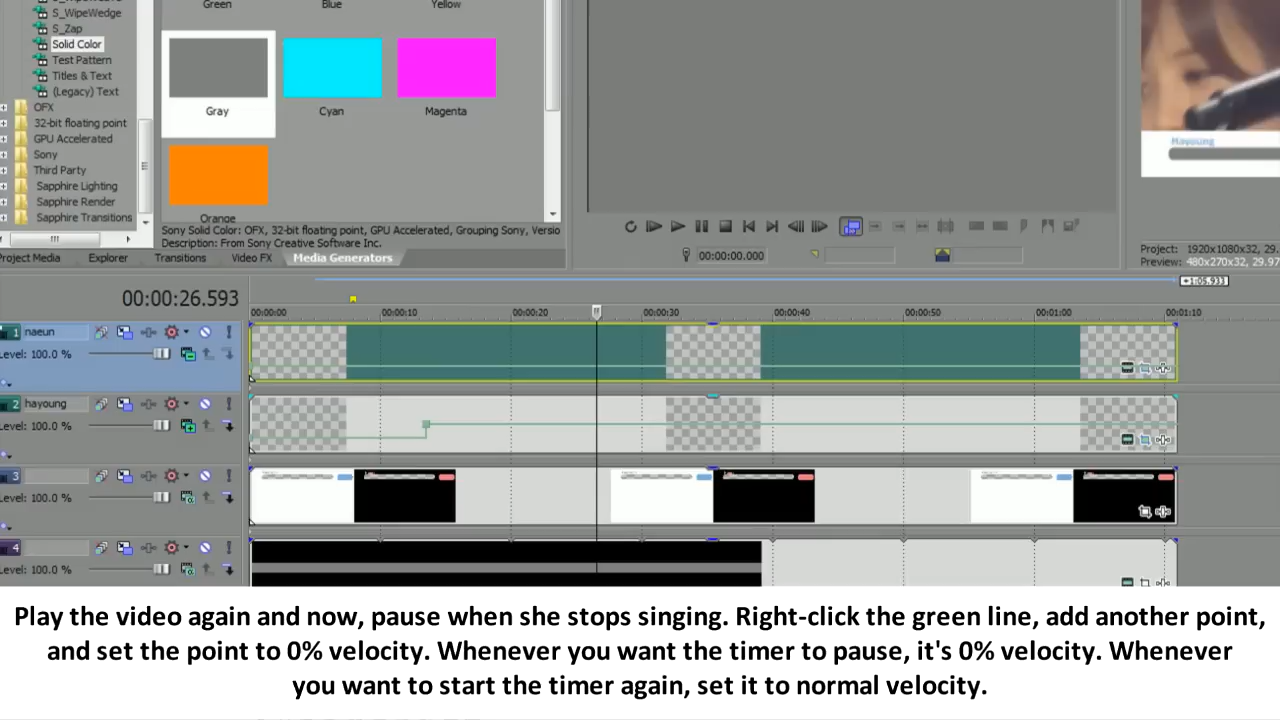 Green
Blue
Yellow
S_WipeWedge
S_Zap
Solid Color
Test Pattern
Titles & Text
(Legacy) Text
OFX
32-bit floating point
GPU Accelerated
Sony
Third Party
Sapphire Lighting
Sapphire Render
Sapphire Transitions
Gray
Cyan
Magenta
Orange
Sony Solid Color: OFX, 32-bit floating point, GPU Accelerated, Grouping Sony, Versio
Description: From Sony Creative Software Inc.
Project Media
Explorer
Transitions
Video FX
Media Generators
00:00:00.000
Hayoung
Project: 1920x1080x32, 29.
Preview: 480x270x32, 29.97
+1:05.933
00:00:26.593
00:00:00
00:00:10
00:00:20
00:00:30
00:00:40
00:00:50
00:01:00
00:01:10
1 naeun
Level: 100.0 %
2 hayoung
Level: 100.0 %
3
Level: 100.0 %
4
Level: 100.0 %
Play the video again and now, pause when she stops singing. Right-click the green line, add another point,
and set the point to 0% velocity. Whenever you want the timer to pause, it's 0% velocity. Whenever
you want to start the timer again, set it to normal velocity.